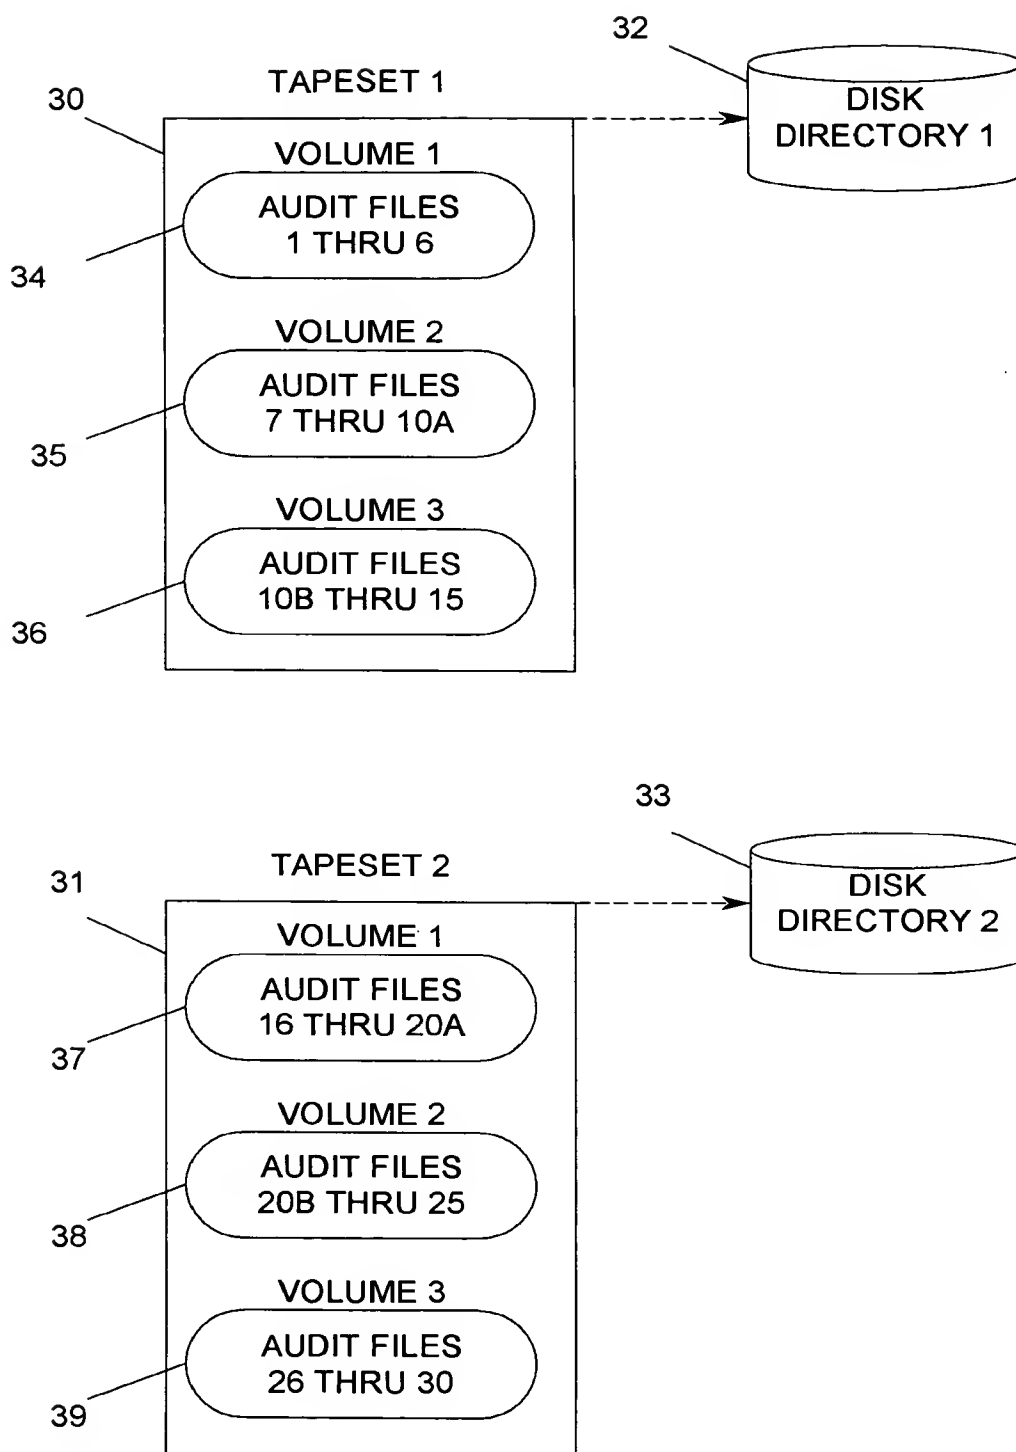 32
TAPESET 1
30
DISK
DIRECTORY 1
VOLUME 1
AUDIT FILES
1 THRU 6
34
VOLUME 2
AUDIT FILES
7 THRU 10A
35
VOLUME 3
AUDIT FILES
10B THRU 15
36
33
TAPESET 2
31
DISK
DIRECTORY 2
VOLUME 1
AUDIT FILES
16 THRU 20A
37
VOLUME 2
AUDIT FILES
20B THRU 25
38
VOLUME 3
AUDIT FILES
26 THRU 30
39